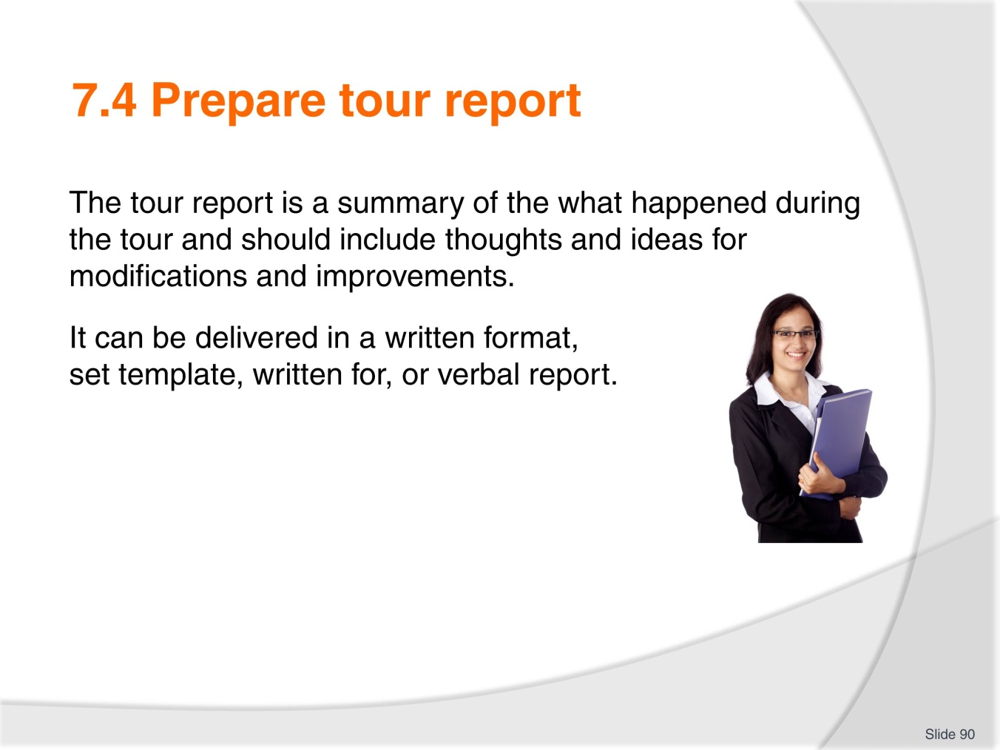 7.4 Prepare tour report
The tour report is a summary of the what happened during
the tour and should include thoughts and ideas for
modifications and improvements.
It can be delivered in a written format,
set template, written for, or verbal report.
Slide 90